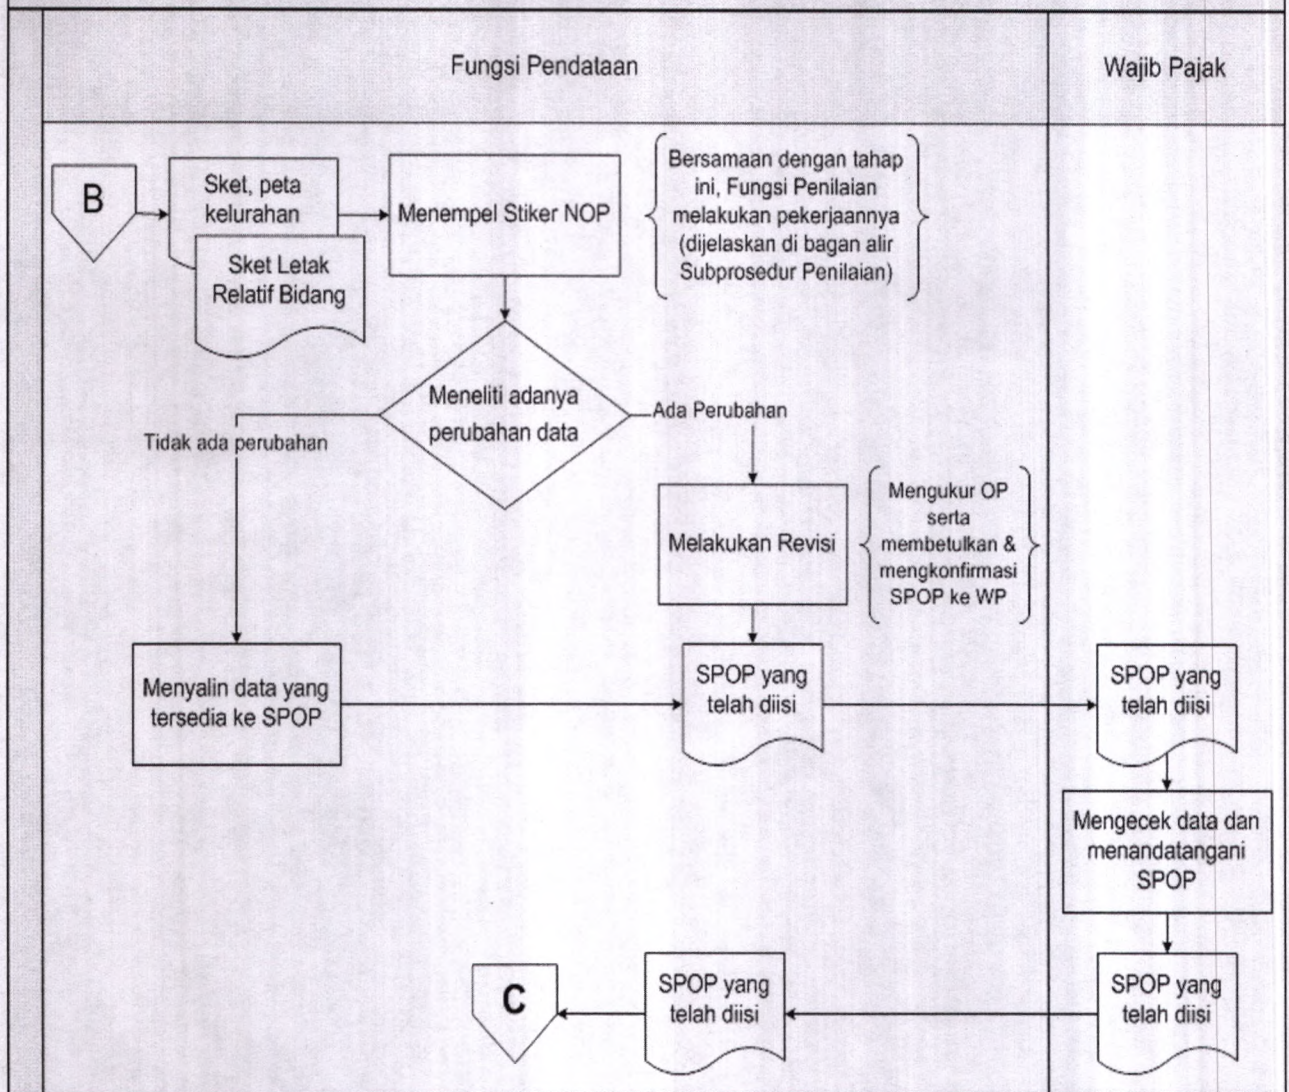 Fungsi Pendataan
Wajib Pajak
B
Sket, peta
kelurahan
Sket Letak
Relatif Bidang
Menempel Stiker NOP
Bersamaan dengan tahap
ini, Fungsi Penilaian
melakukan pekerjaannya
(dijelaskan di bagan alir
Subprosedur Penilaian)
Meneliti adanya
perubahan data
Tidak ada perubahan
Ada Perubahan
Melakukan Revisi
Mengukur OP
serta
membetulkan &
mengkonfirmasi
SPOP ke WP
Menyalin data yang
tersedia ke SPOP
SPOP yang
telah diisi
SPOP yang
telah diisi
Mengecek data dan
menandatangani
SPOP
C
SPOP yang
telah diisi
SPOP yang
telah diisi